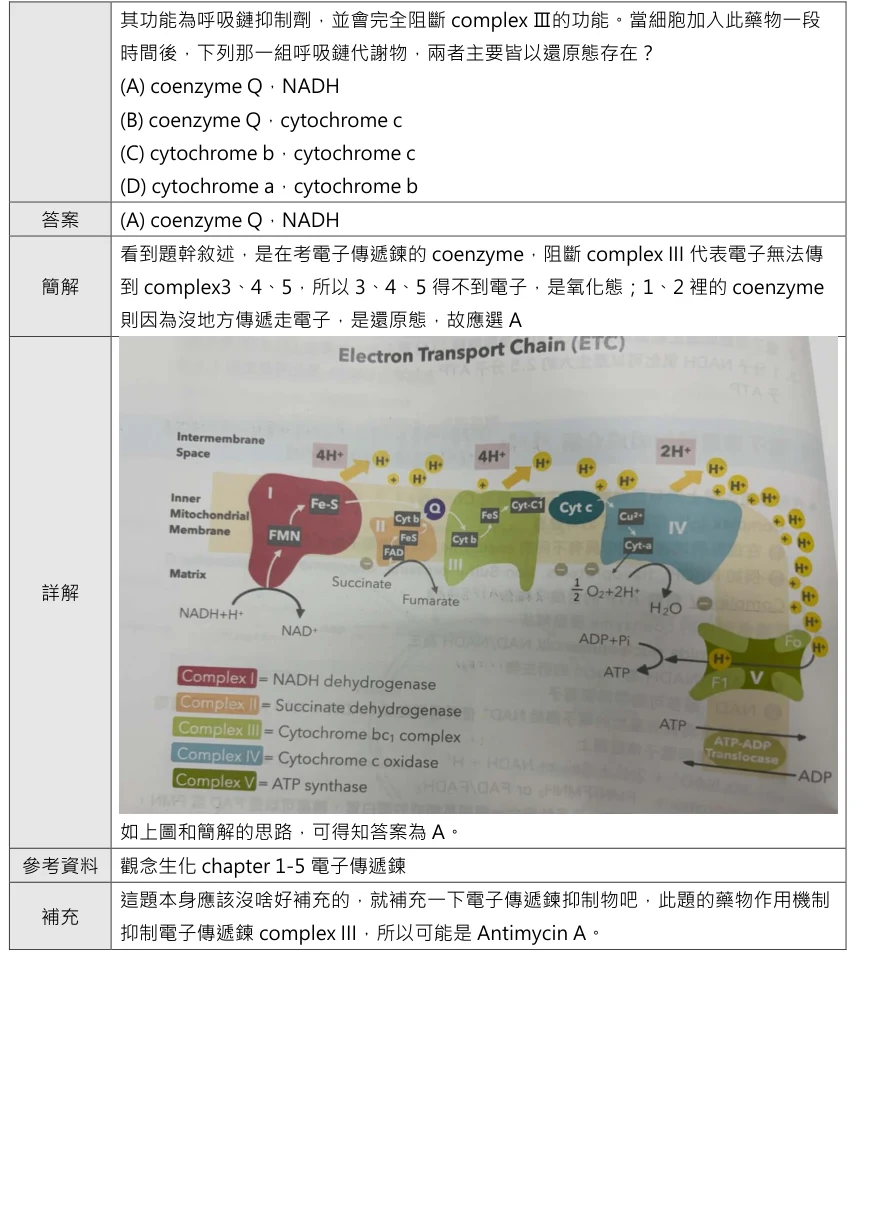 其功能為呼吸鏈抑制劑，並會完全阻斷 complex Ⅲ的功能。當細胞加入此藥物一段
時間後，下列那一組呼吸鏈代謝物，兩者主要皆以還原態存在？
(A) coenzyme Q，NADH
(B) coenzyme Q，cytochrome c
(C) cytochrome b，cytochrome c
(D) cytochrome a，cytochrome b
答案
(A) coenzyme Q，NADH
簡解
看到題幹敘述，是在考電子傳遞鍊的 coenzyme，阻斷 complex III 代表電子無法傳
到 complex3、4、5，所以 3、4、5 得不到電子，是氧化態；1、2 裡的 coenzyme
則因為沒地方傳遞走電子，是還原態，故應選 A
詳解
Electron Transport Chain (ETC)
Intermembrane
Space
4H+
H+
H+
H+
+
4H+
H+
+
H+
H+
+
2H+
H+
H+
H+
H+
H+
H+
H+
H+
H+
+
+
+
+
+
+
Inner
Mitochondrial
Membrane
I
Fe-S
FMN
II
Cyt b
FeS
FAD
Q
III
Cyt b
FeS
Cyt-C1
Cyt c
Cu2+
Cyt-a
IV
Matrix
NADH+H+
NAD+
Succinate
Fumarate
1/2 O2+2H+
H2O
ADP+Pi
ATP
H+
Fo
F1
V
ATP
ATP-ADP
Translocase
ADP
Complex I = NADH dehydrogenase
Complex II = Succinate dehydrogenase
Complex III = Cytochrome bc1 complex
Complex IV = Cytochrome c oxidase
Complex V = ATP synthase
如上圖和簡解的思路，可得知答案為 A。
參考資料
觀念生化 chapter 1-5 電子傳遞鍊
補充
這題本身應該沒啥好補充的，就補充一下電子傳遞鍊抑制物吧，此題的藥物作用機制
抑制電子傳遞鍊 complex III，所以可能是 Antimycin A。